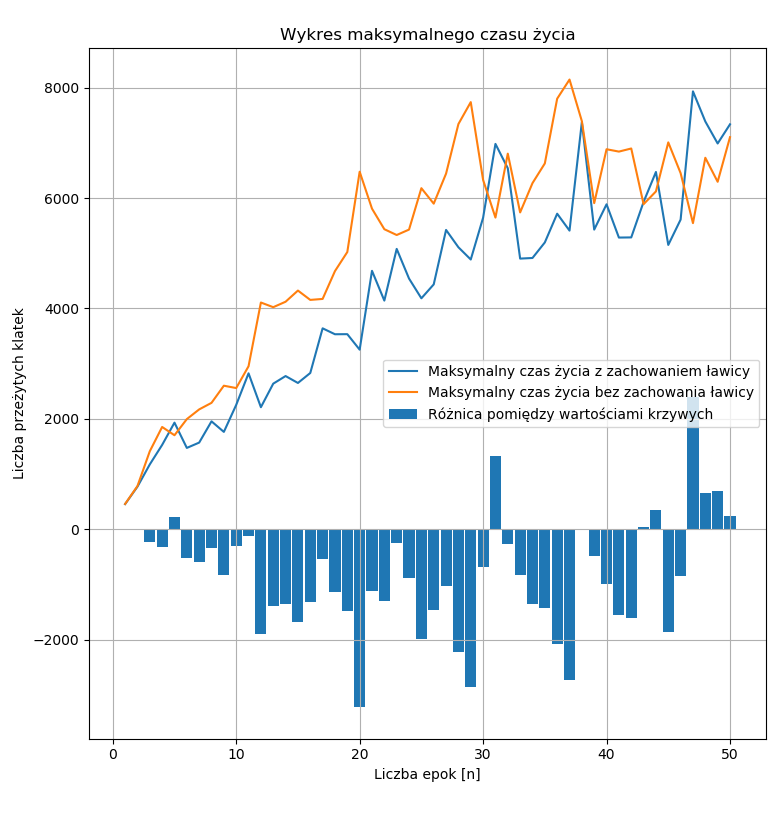 Wykres maksymalnego czasu życia
Liczba przeżytych klatek
8000
6000
4000
2000
0
−2000
Maksymalny czas życia z zachowaniem ławicy
Maksymalny czas życia bez zachowania ławicy
Różnica pomiędzy wartościami krzywych
0 10 20 30 40 50
Liczba epok [n]